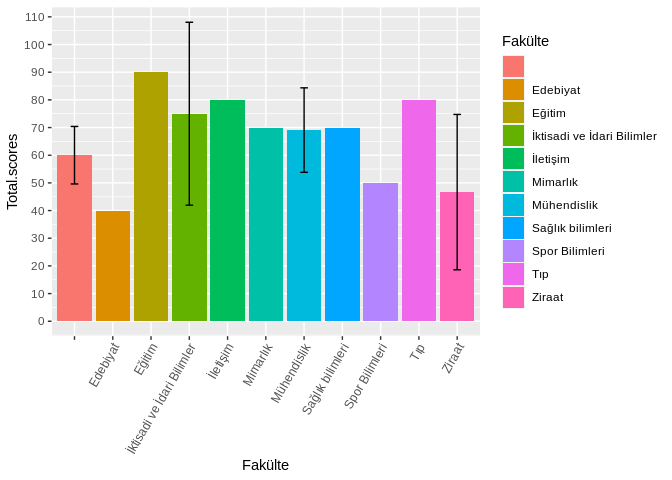 110
100
90
80
70
60
50
40
30
20
10
0
Total.scores
Edebiyat
Eğitim
İktisadi ve İdari Bilimler
İletişim
Mimarlık
Mühendislik
Sağlık bilimleri
Spor Bilimleri
Tıp
Ziraat
Fakülte
Fakülte
Edebiyat
Eğitim
İktisadi ve İdari Bilimler
İletişim
Mimarlık
Mühendislik
Sağlık bilimleri
Spor Bilimleri
Tıp
Ziraat